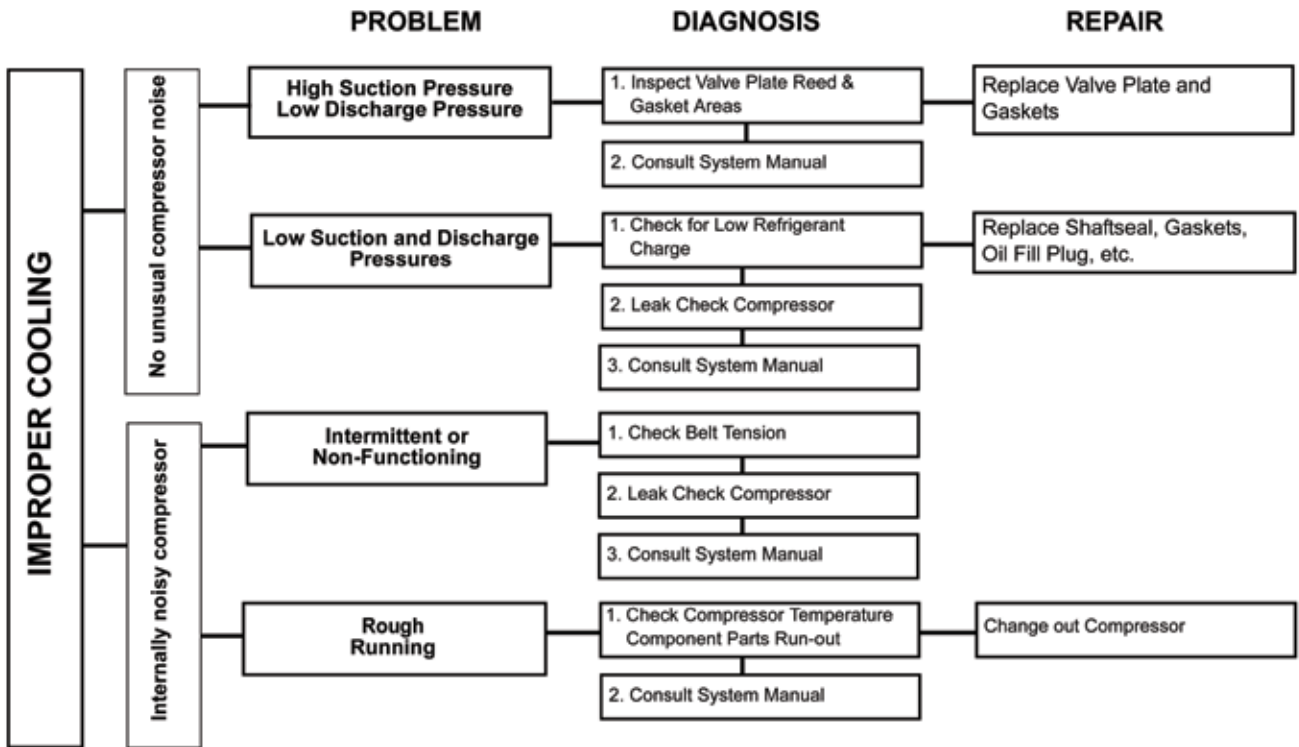 PROBLEM
DIAGNOSIS
REPAIR
IMPROPER COOLING
No unusual compressor noise
High Suction Pressure
Low Discharge Pressure
1. Inspect Valve Plate Reed &
Gasket Areas
Replace Valve Plate and
Gaskets
2. Consult System Manual
Low Suction and Discharge
Pressures
1. Check for Low Refrigerant
Charge
Replace Shaftseal, Gaskets,
Oil Fill Plug, etc.
2. Leak Check Compressor
3. Consult System Manual
Internally noisy compressor
Intermittent or
Non-Functioning
1. Check Belt Tension
2. Leak Check Compressor
3. Consult System Manual
Rough
Running
1. Check Compressor Temperature
Component Parts Run-out
Change out Compressor
2. Consult System Manual